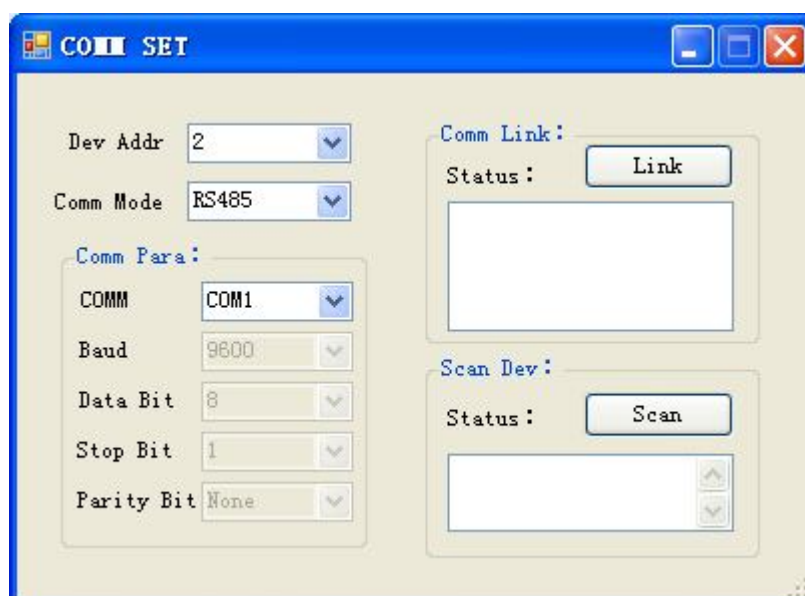 COMM SET
Dev Addr 2
Comm Mode RS485
Comm Para:
COMM COM1
Baud 9600
Data Bit 8
Stop Bit 1
Parity Bit None
Comm Link:
Status: Link
Scan Dev:
Status: Scan